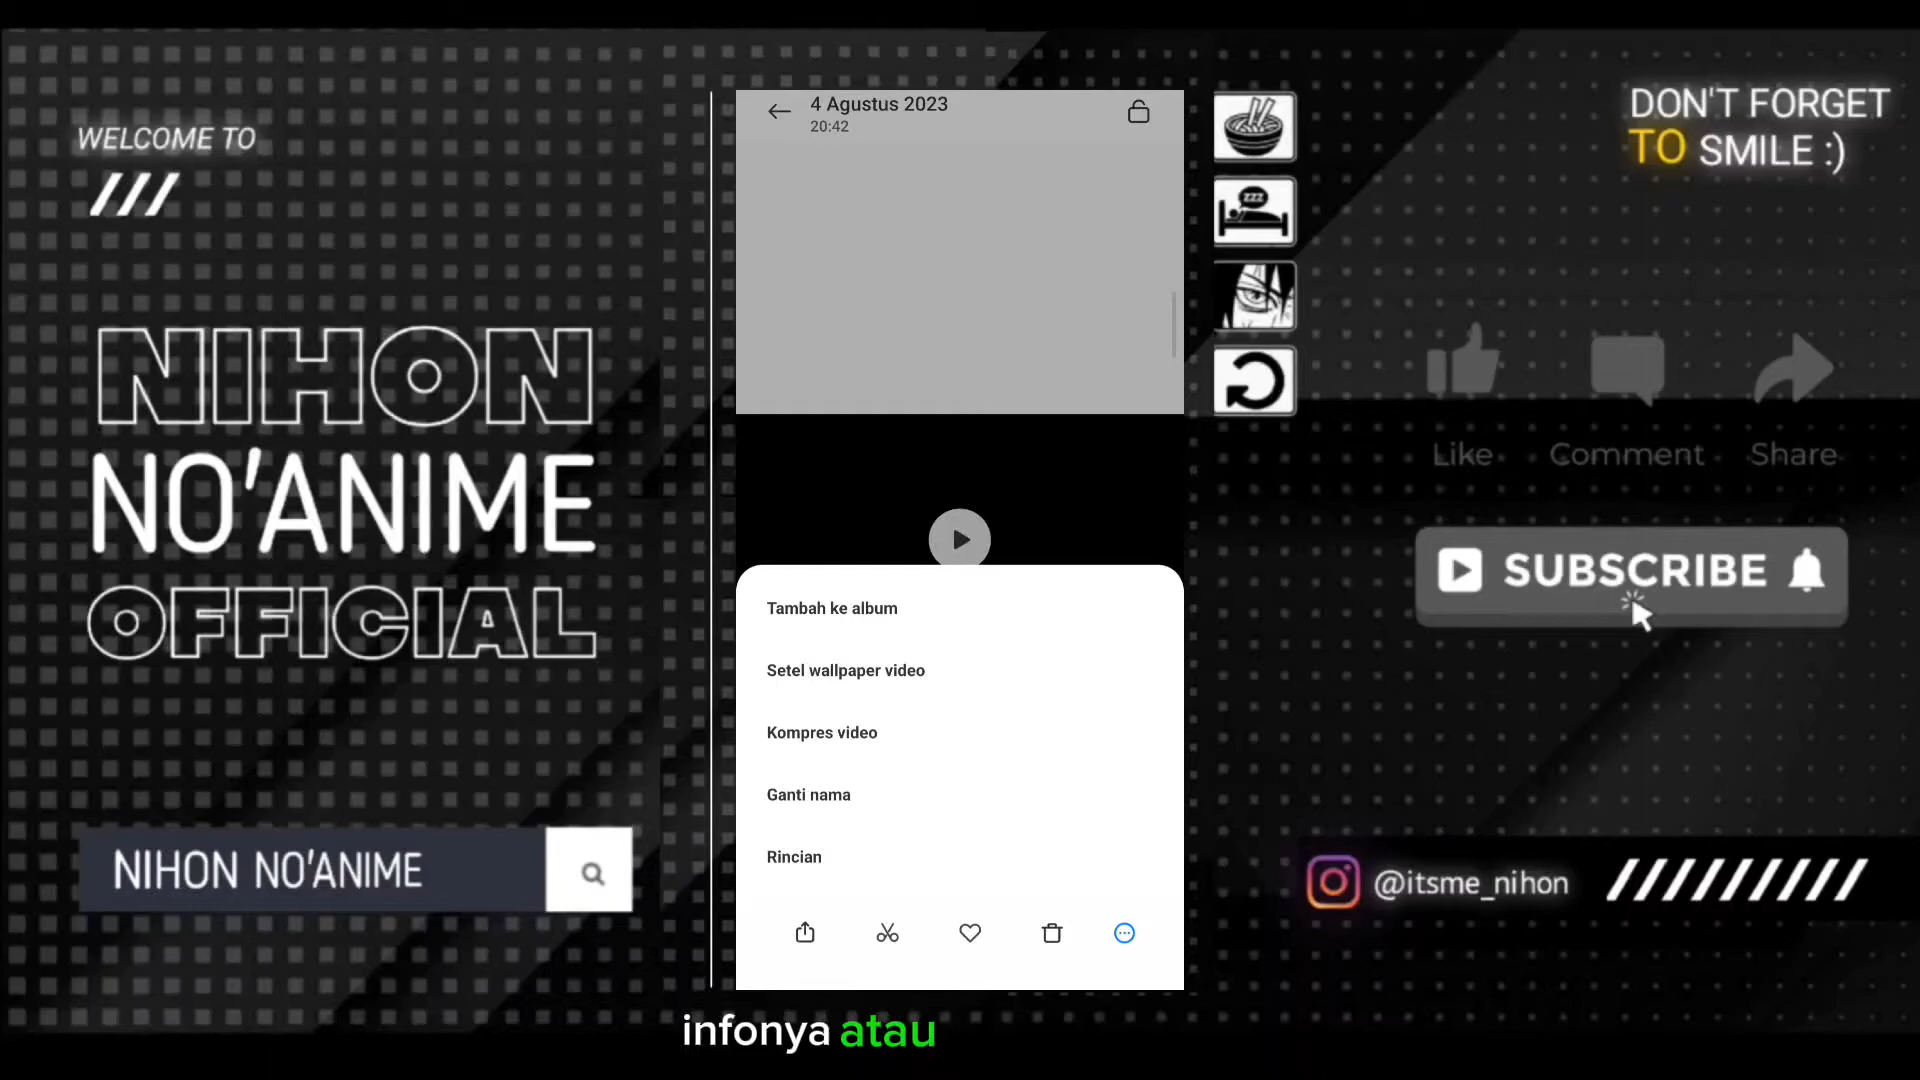 WELCOME TO
NIHON
NO'ANIME
OFFICIAL
NIHON NO'ANIME
4 Agustus 2023
20:42
Tambah ke album
Setel wallpaper video
Kompres video
Ganti nama
Rincian
infonya atau
zzz
DON'T FORGET
TO SMILE :)
Like Comment Share
SUBSCRIBE
@itsme_nihon